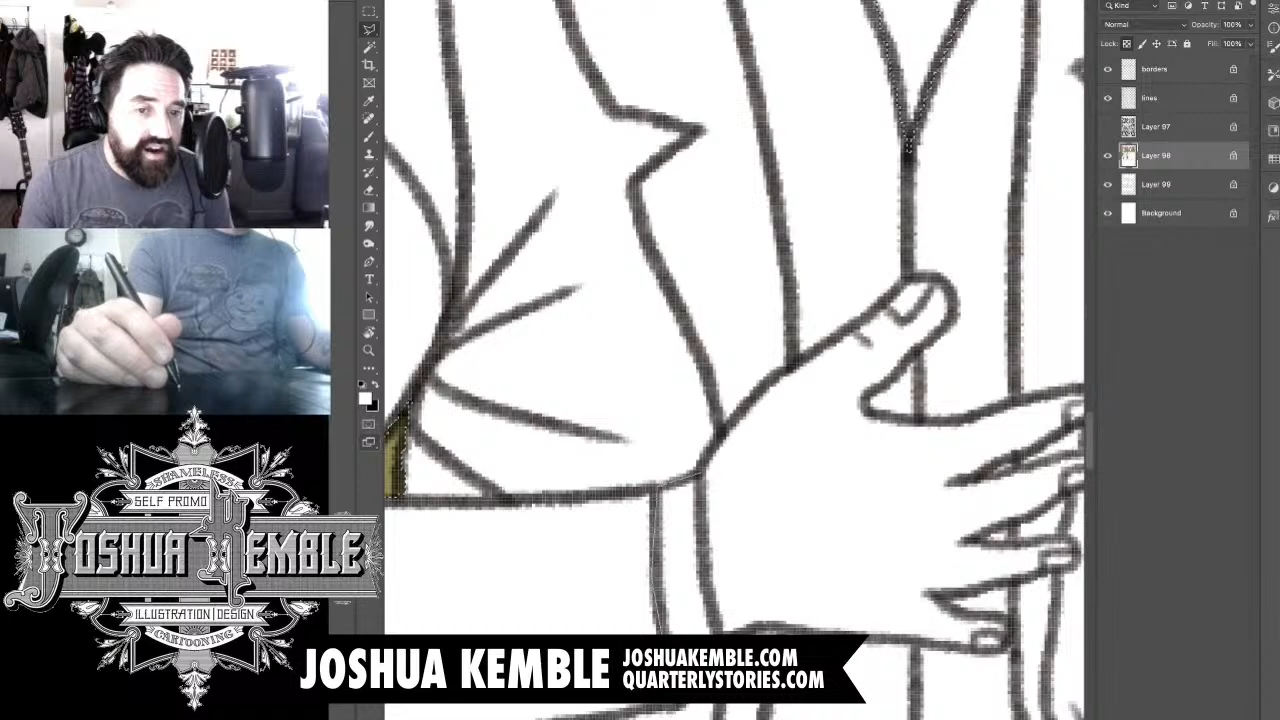 Kind
Normal
Opacity: 100%
Lock:
Fill: 100%
borders
lines
Layer 97
Layer 98
Layer 99
Background
SHAMELESS
SELF PROMO
JOSHUA KEMBLE
ILLUSTRATION|DESIGN
CARTOONING
JOSHUA KEMBLE
JOSHUAKEMBLE.COM
QUARTERLYSTORIES.COM